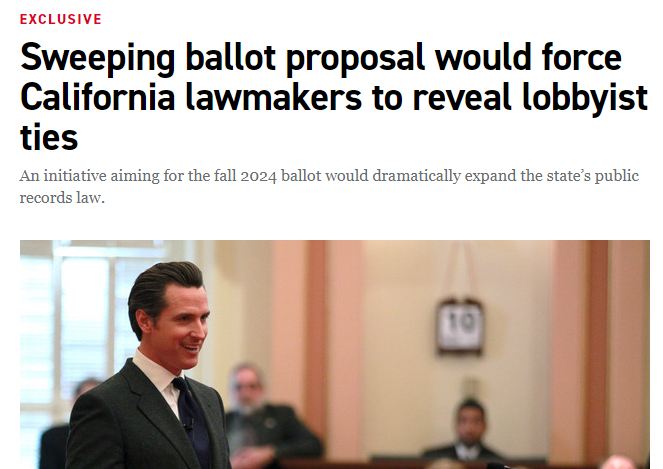 EXCLUSIVE
Sweeping ballot proposal would force
California lawmakers to reveal lobbyist
ties
An initiative aiming for the fall 2024 ballot would dramatically expand the state’s public
records law.
10